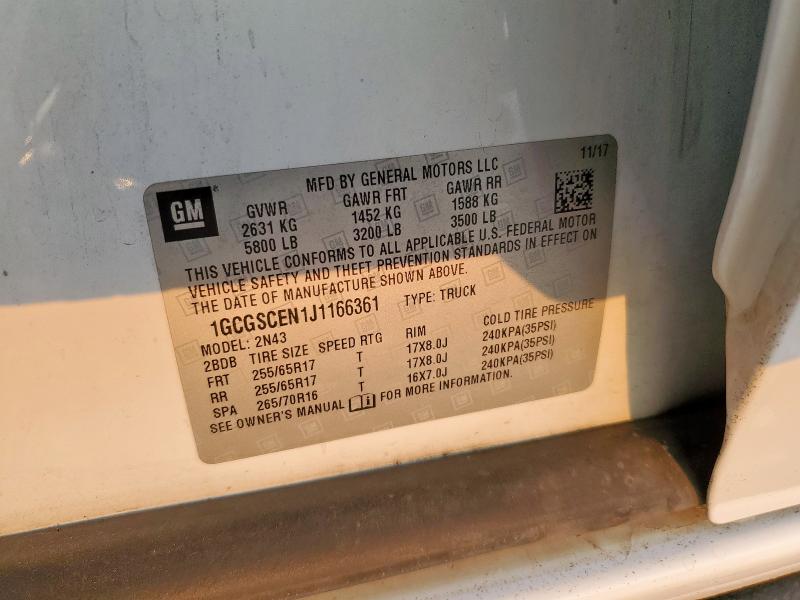 11/17
MFD BY GENERAL MOTORS LLC
GM GVWR GAWR FRT GAWR RR
2631 KG 1452 KG 1588 KG
5800 LB 3200 LB 3500 LB
THIS VEHICLE CONFORMS TO ALL APPLICABLE U.S. FEDERAL MOTOR
VEHICLE SAFETY AND THEFT PREVENTION STANDARDS IN EFFECT ON
THE DATE OF MANUFACTURE SHOWN ABOVE.
1GCGSCEN1J1166361 TYPE: TRUCK
MODEL: 2N43
2BDB TIRE SIZE SPEED RTG RIM COLD TIRE PRESSURE
FRT 255/65R17 T 17X8.0J 240KPA(35PSI)
RR 255/65R17 T 17X8.0J 240KPA(35PSI)
SPA 265/70R16 T 16X7.0J 240KPA(35PSI)
SEE OWNER'S MANUAL FOR MORE INFORMATION.